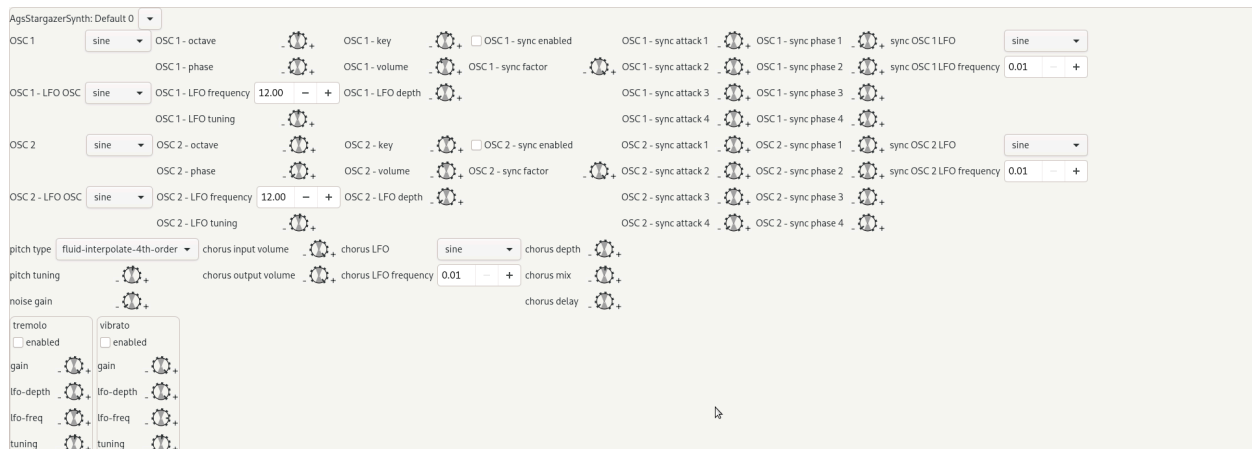 AgsStargazerSynth: Default 0
OSC 1 sine OSC 1 - octave - + OSC 1 - key - + OSC 1 - sync enabled OSC 1 - sync attack 1 - + OSC 1 - sync phase 1 - + sync OSC 1 LFO sine
OSC 1 - phase - + OSC 1 - volume - + OSC 1 - sync factor - + OSC 1 - sync attack 2 - + OSC 1 - sync phase 2 - + sync OSC 1 LFO frequency 0.01 - +
OSC 1 - LFO OSC sine OSC 1 - LFO frequency 12.00 - + OSC 1 - LFO depth - + OSC 1 - sync attack 3 - + OSC 1 - sync phase 3 - +
OSC 1 - LFO tuning - + OSC 1 - sync attack 4 - + OSC 1 - sync phase 4 - +
OSC 2 sine OSC 2 - octave - + OSC 2 - key - + OSC 2 - sync enabled OSC 2 - sync attack 1 - + OSC 2 - sync phase 1 - + sync OSC 2 LFO sine
OSC 2 - phase - + OSC 2 - volume - + OSC 2 - sync factor - + OSC 2 - sync attack 2 - + OSC 2 - sync phase 2 - + sync OSC 2 LFO frequency 0.01 - +
OSC 2 - LFO OSC sine OSC 2 - LFO frequency 12.00 - + OSC 2 - LFO depth - + OSC 2 - sync attack 3 - + OSC 2 - sync phase 3 - +
OSC 2 - LFO tuning - + OSC 2 - sync attack 4 - + OSC 2 - sync phase 4 - +
pitch type fluid-interpolate-4th-order chorus input volume - + chorus LFO sine chorus depth - +
pitch tuning - + chorus output volume - + chorus LFO frequency 0.01 - + chorus mix - +
noise gain - + chorus delay - +
tremolo vibrato
enabled enabled
gain - + gain - +
lfo-depth - + lfo-depth - +
lfo-freq - + lfo-freq - +
tuning - + tuning - +